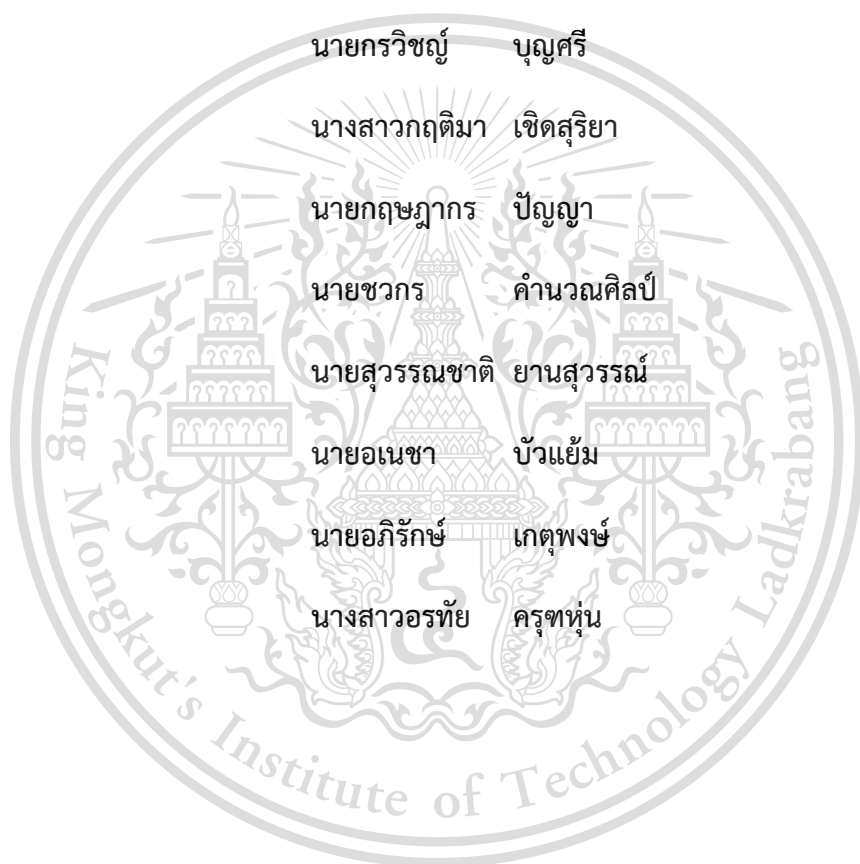 นายกรวิชญ์ บุญศรี
นางสาวกฤติมา เชิดสุริยา
นายกฤษฎากร ปัญญา
นายชวกร คำนวณศิลป์
นายสุวรรณชาติ ยานสุวรรณ์
นายอเนชา บัวแย้ม
นายอภิรักษ์ เกตุพงษ์
นางสาวอรทัย ครุฑหุ่น
King Mongkut's Institute of Technology Ladkrabang